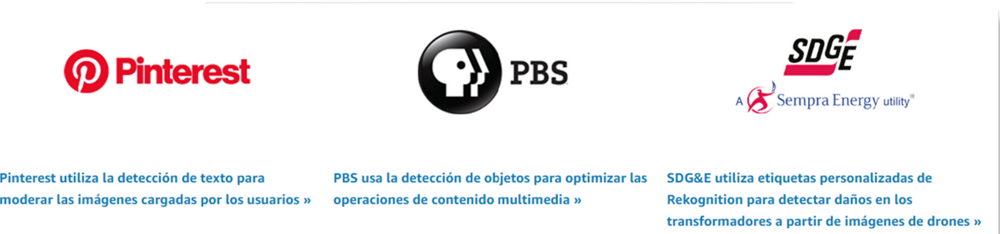 Pinterest
PBS
SDGE
A Sempra Energy utility®
Pinterest utiliza la detección de texto para
moderar las imágenes cargadas por los usuarios »
PBS usa la detección de objetos para optimizar las
operaciones de contenido multimedia »
SDG&E utiliza etiquetas personalizadas de
Rekognition para detectar daños en los
transformadores a partir de imágenes de drones »